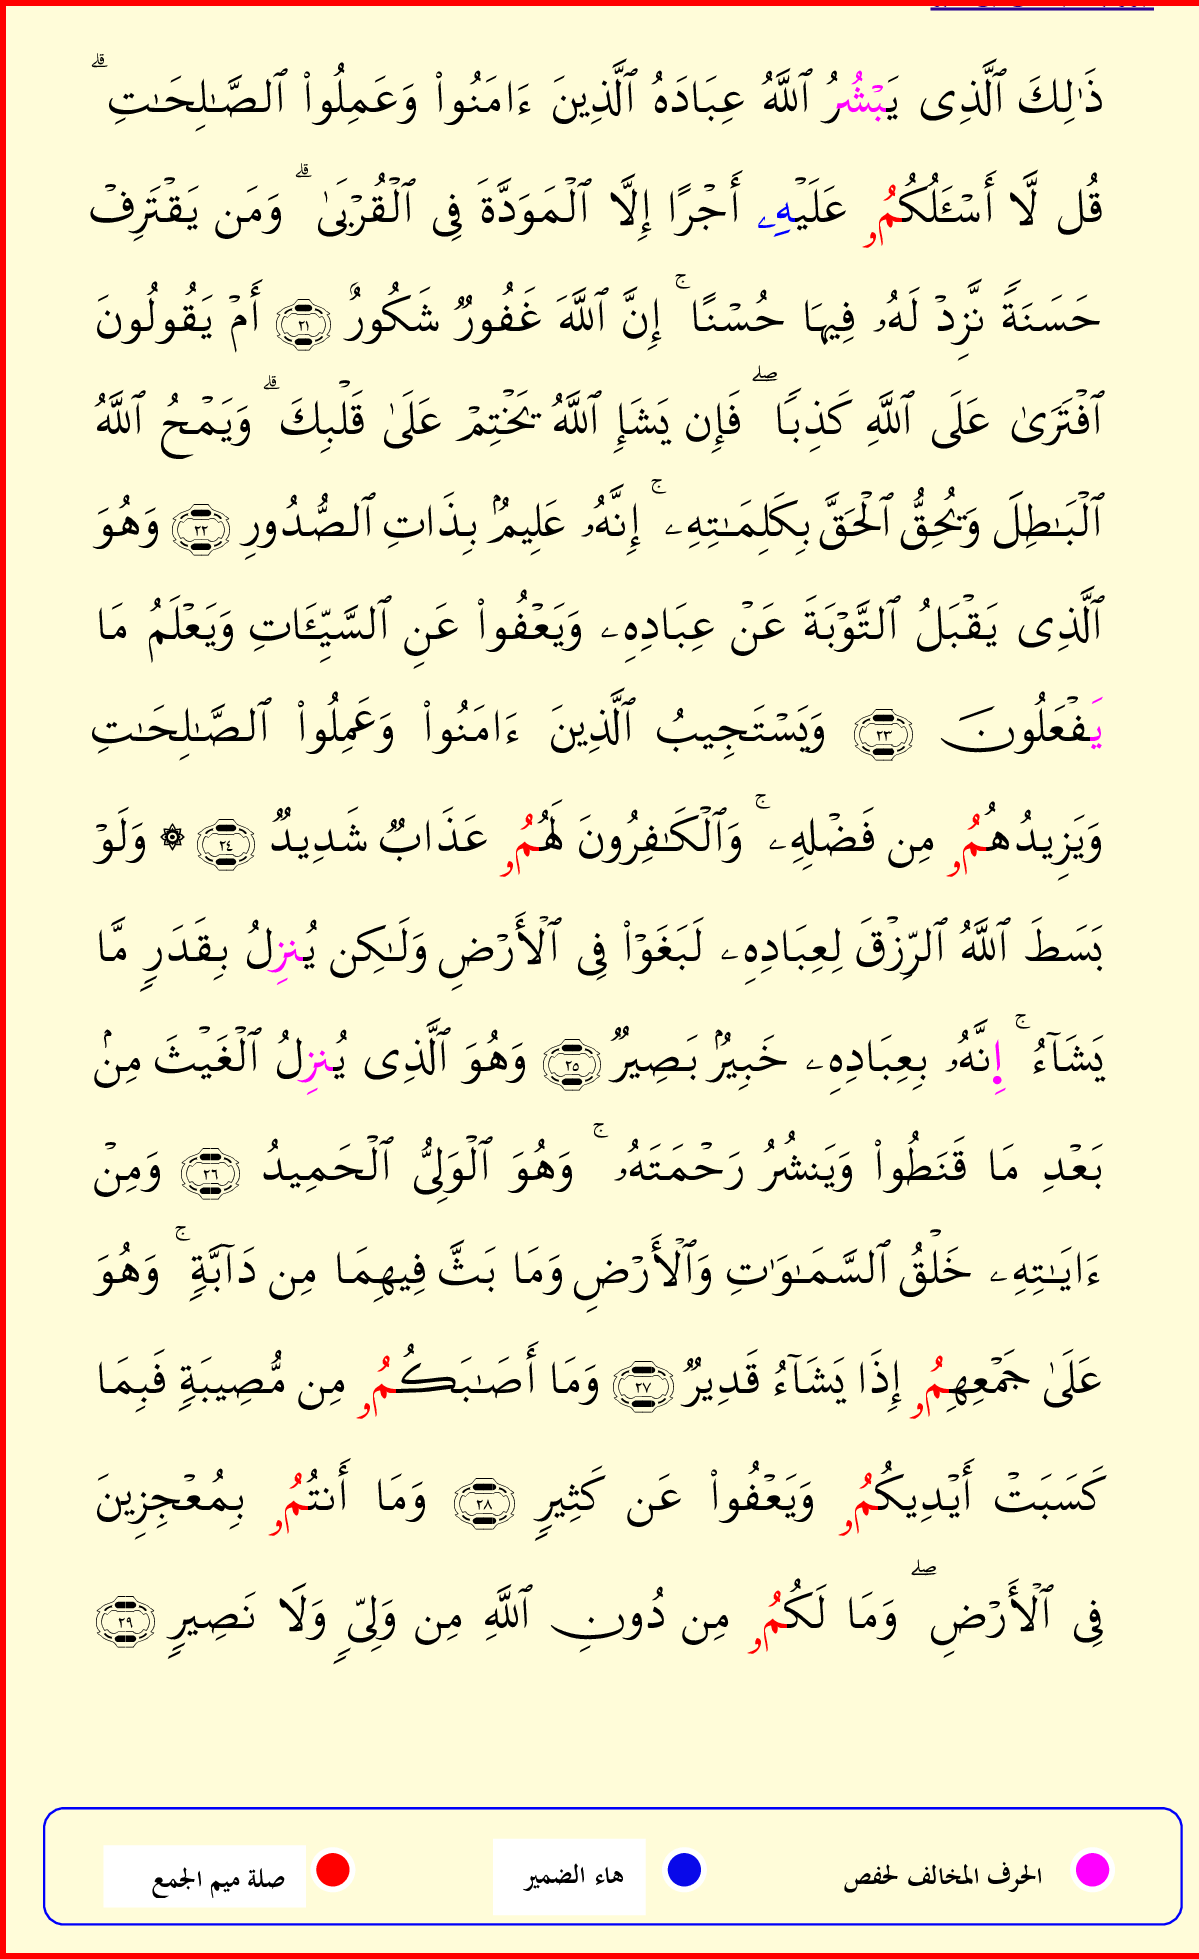 ذَٰلِكَ ٱلَّذِى يَبۡشُرُ ٱللَّهُ عِبَادَهُ ٱلَّذِينَ ءَامَنُواْ وَعَمِلُواْ ٱلصَّـٰلِحَـٰتِ ۗ
قُل لَّا أَسۡـَٔلُكُمُۥ عَلَيۡهِۦ أَجۡرًا إِلَّا ٱلۡمَوَدَّةَ فِى ٱلۡقُرۡبَىٰ ۗ وَمَن يَقۡتَرِفۡ
حَسَنَةً نَّزِدۡ لَهُۥ فِيہَا حُسۡنًا ۚ إِنَّ ٱللَّهَ غَفُورٌ شَكُورٌ ٢١ أَمۡ يَقُولُونَ
ٱفۡتَرَىٰ عَلَى ٱللَّهِ كَذِبًا ۖ فَإِن يَشَإِ ٱللَّهُ يَخۡتِمۡ عَلَىٰ قَلۡبِكَ ۗ وَيَمۡحُ ٱللَّهُ
ٱلۡبَـٰطِلَ وَيُحِقُّ ٱلۡحَقَّ بِكَلِمَـٰتِهِۦ ۚ إِنَّهُۥ عَلِيمُۢ بِذَاتِ ٱلصُّدُورِ ٢٢ وَهُوَ
ٱلَّذِى يَقۡبَلُ ٱلتَّوۡبَةَ عَنۡ عِبَادِهِۦ وَيَعۡفُواْ عَنِ ٱلسَّيِّـَٔاتِ وَيَعۡلَمُ مَا
يَفۡعَلُونَ ٢٣ وَيَسۡتَجِيبُ ٱلَّذِينَ ءَامَنُواْ وَعَمِلُواْ ٱلصَّـٰلِحَـٰتِ
وَيَزِيدُهُمُۥ مِن فَضۡلِهِۦ ۚ وَٱلۡكَـٰفِرُونَ لَهُمُۥ عَذَابٌ شَدِيدٌ ٢٤ ۞ وَلَوۡ
بَسَطَ ٱللَّهُ ٱلرِّزۡقَ لِعِبَادِهِۦ لَبَغَوۡاْ فِى ٱلۡأَرۡضِ وَلَـٰكِن يُنزِلُ بِقَدَرٍ مَّا
يَشَآءُ ۚ إِنَّهُۥ بِعِبَادِهِۦ خَبِيرُۢ بَصِيرٌ ٢٥ وَهُوَ ٱلَّذِى يُنزِلُ ٱلۡغَيۡثَ مِنۢ
بَعۡدِ مَا قَنَطُواْ وَيَنشُرُ رَحۡمَتَهُۥ ۚ وَهُوَ ٱلۡوَلِىُّ ٱلۡحَمِيدُ ٢٦ وَمِنۡ
ءَايَـٰتِهِۦ خَلۡقُ ٱلسَّمَـٰوَٰتِ وَٱلۡأَرۡضِ وَمَا بَثَّ فِيهِمَا مِن دَآبَّةٍ ۚ وَهُوَ
عَلَىٰ جَمۡعِهِمُۥ إِذَا يَشَآءُ قَدِيرٌ ٢٧ وَمَا أَصَـٰبَكُمُۥ مِن مُّصِيبَةٍ فَبِمَا
كَسَبَتۡ أَيۡدِيكُمُۥ وَيَعۡفُواْ عَن كَثِيرٍ ٢٨ وَمَا أَنتُمُۥ بِمُعۡجِزِينَ
فِى ٱلۡأَرۡضِ ۖ وَمَا لَكُمُۥ مِن دُونِ ٱللَّهِ مِن وَلِىٍّ وَلَا نَصِيرٍ ٢٩
الحرف المخالف لحفص هاء الضمير صلة ميم الجمع